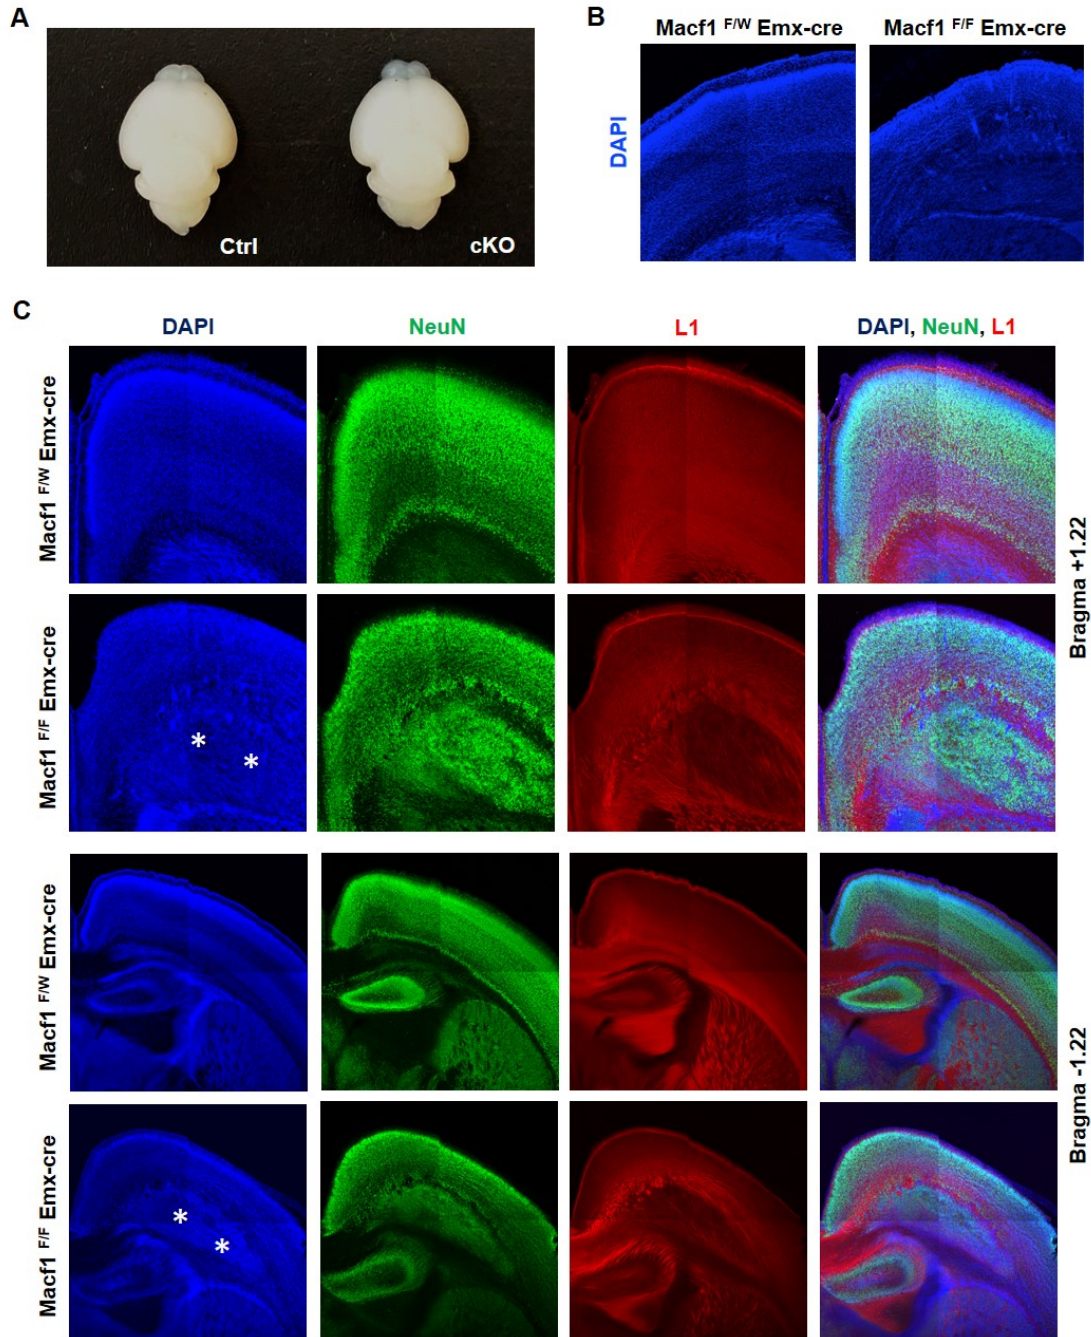 A
Ctrl
cKO
B
Macf1 F/W Emx-cre
Macf1 F/F Emx-cre
DAPI
C
DAPI
NeuN
L1
DAPI, NeuN, L1
Macf1 F/W Emx-cre
Macf1 F/F Emx-cre
Bragma +1.22
*
*
Macf1 F/W Emx-cre
Macf1 F/F Emx-cre
Bragma -1.22
*
*